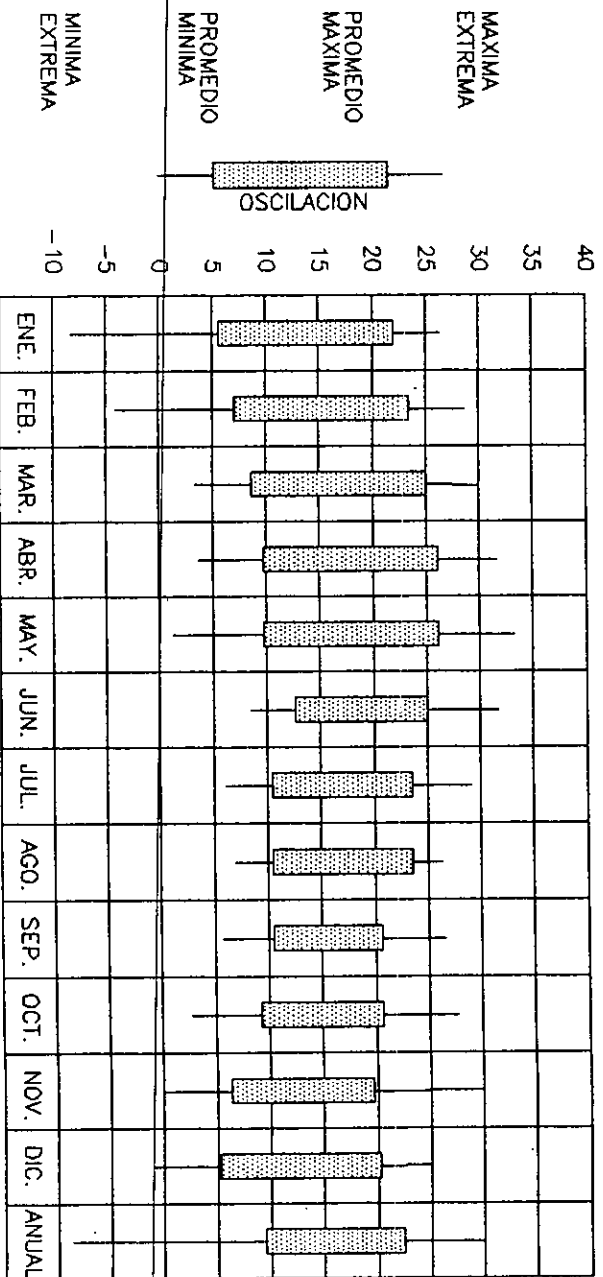 MAXIMA
EXTREMA
PROMEDIO
MAXIMA
PROMEDIO
MINIMA
MINIMA
EXTREMA
OSCILACION
40
35
30
25
20
15
10
5
0
-5
-10
ENE. FEB. MAR. ABR. MAY. JUN. JUL. AGO. SEP. OCT. NOV. DIC. ANUAL